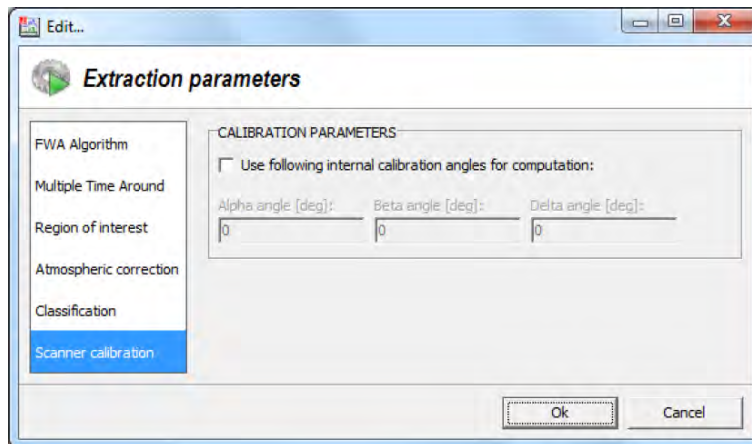 Edit...
Extraction parameters
FWA Algorithm
Multiple Time Around
Region of interest
Atmospheric correction
Classification
Scanner calibration
CALIBRATION PARAMETERS
Use following internal calibration angles for computation:
Alpha angle [deg]: Beta angle [deg]: Delta angle [deg]:
0 0 0
Ok Cancel